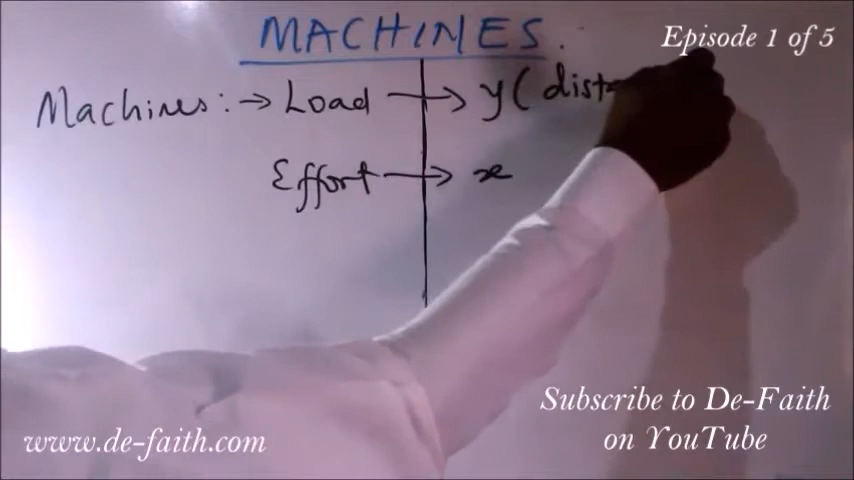 MACHINES.
Episode 1 of 5
Machines: → Load → y (dist
Effort → x
Subscribe to De-Faith
on YouTube
www.de-faith.com